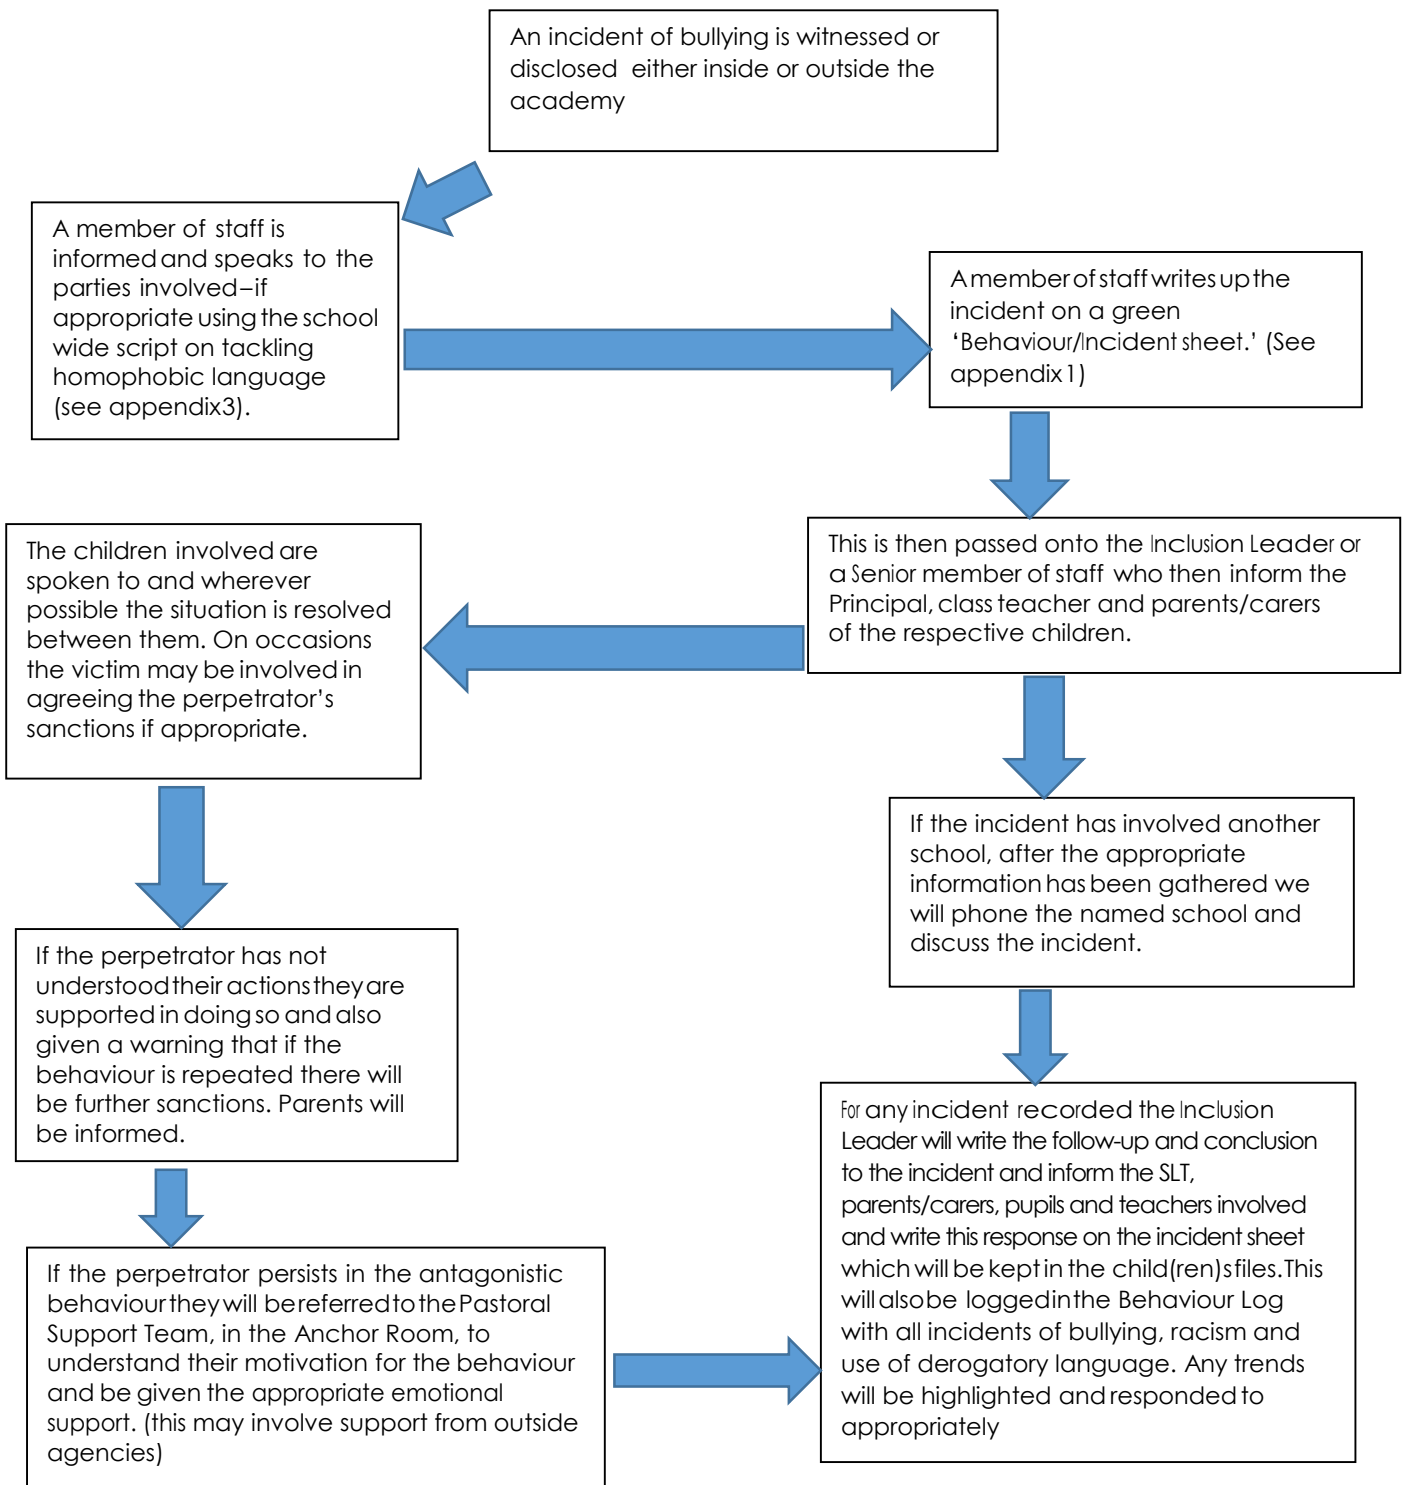 An incident of bullying is witnessed or
disclosed either inside or outside the
academy
A member of staff is
informed and speaks to the
parties involved–if
appropriate using the school
wide script on tackling
homophobic language
(see appendix3).
A member of staff writes up the
incident on a green
‘Behaviour/Incident sheet.’ (See
appendix1)
This is then passed onto the Inclusion Leader or
a Senior member of staff who then inform the
Principal, class teacher and parents/carers
of the respective children.
The children involved are
spoken to and wherever
possible the situation is resolved
between them. On occasions
the victim may be involved in
agreeing the perpetrator’s
sanctions if appropriate.
If the incident has involved another
school, after the appropriate
information has been gathered we
will phone the named school and
discuss the incident.
If the perpetrator has not
understood their actions they are
supported in doing so and also
given a warning that if the
behaviour is repeated there will
be further sanctions. Parents will
be informed.
If the perpetrator persists in the antagonistic
behaviour they will be referred to the Pastoral
Support Team, in the Anchor Room, to
understand their motivation for the behaviour
and be given the appropriate emotional
support. (this may involve support from outside
agencies)
For any incident recorded the Inclusion
Leader will write the follow-up and conclusion
to the incident and inform the SLT,
parents/carers, pupils and teachers involved
and write this response on the incident sheet
which will be kept in the child(ren)s files. This
will also be logged in the Behaviour Log
with all incidents of bullying, racism and
use of derogatory language. Any trends
will be highlighted and responded to
appropriately